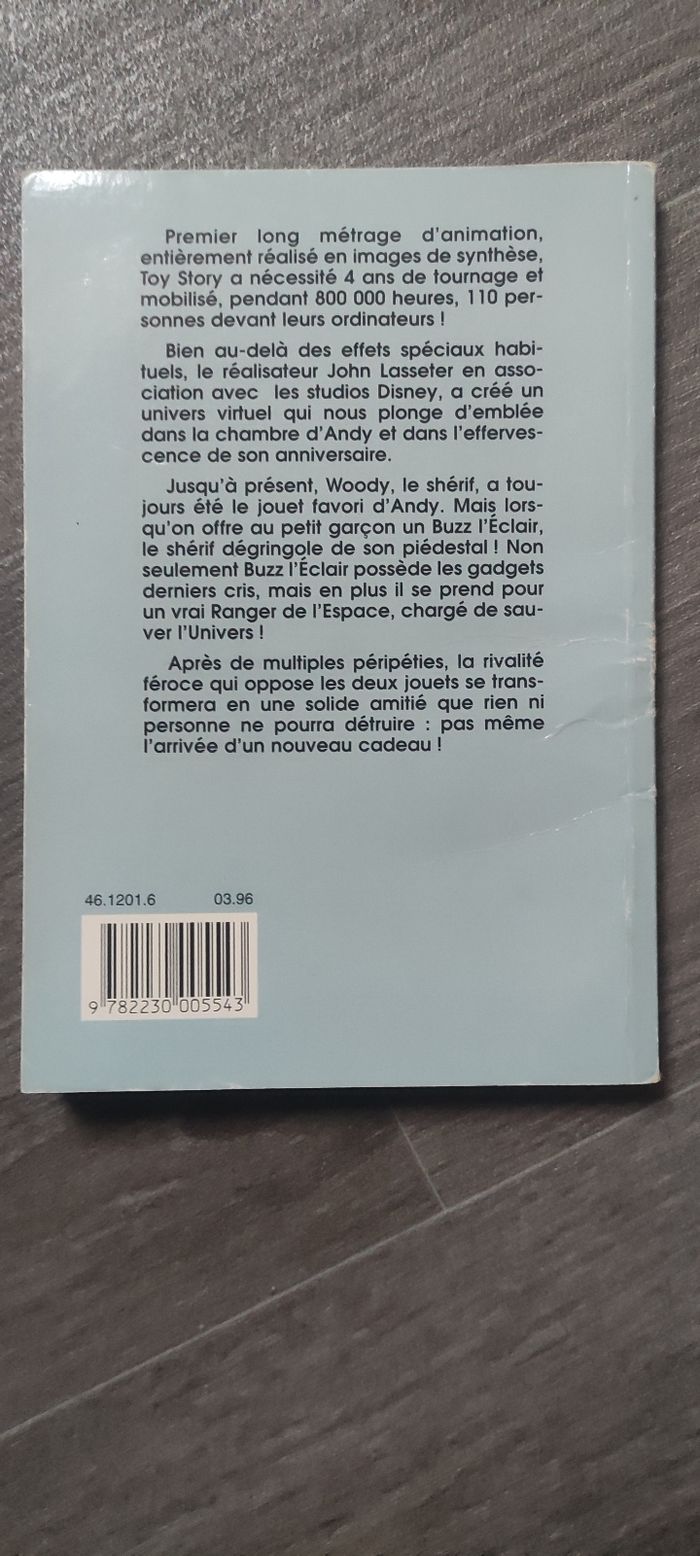 Premier long métrage d'animation,
entièrement réalisé en images de synthèse,
Toy Story a nécessité 4 ans de tournage et
mobilisé, pendant 800 000 heures, 110 per-
sonnes devant leurs ordinateurs !
Bien au-delà des effets spéciaux habi-
tuels, le réalisateur John Lasseter en asso-
ciation avec les studios Disney, a créé un
univers virtuel qui nous plonge d'emblée
dans la chambre d'Andy et dans l'efferves-
cence de son anniversaire.
Jusqu'à présent, Woody, le shérif, a tou-
jours été le jouet favori d'Andy. Mais lors-
qu'on offre au petit garçon un Buzz l'Éclair,
le shérif dégringole de son piédestal ! Non
seulement Buzz l'Éclair possède les gadgets
derniers cris, mais en plus il se prend pour
un vrai Ranger de l'Espace, chargé de sau-
ver l'Univers !
Après de multiples péripéties, la rivalité
féroce qui oppose les deux jouets se trans-
formera en une solide amitié que rien ni
personne ne pourra détruire : pas même
l'arrivée d'un nouveau cadeau !
46.1201.6 03.96
9 782230 005543